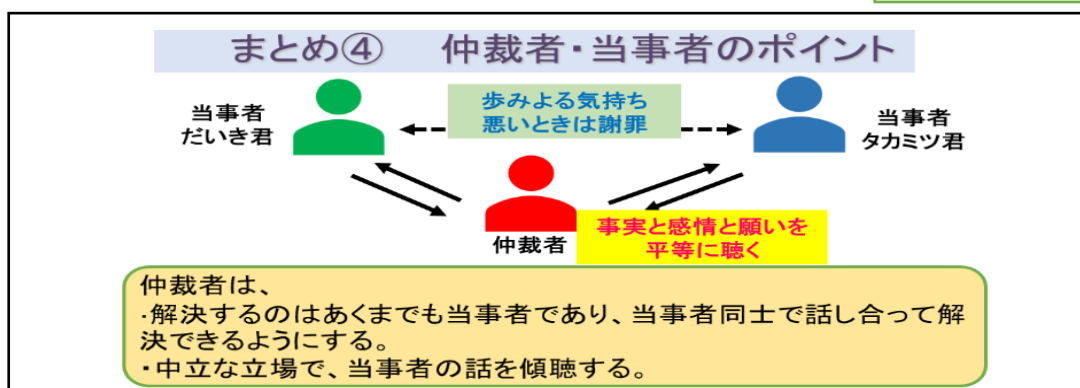 まとめ④　仲裁者・当事者のポイント
当事者
だいき君
歩みよる気持ち
悪いときは謝罪
当事者
タカミツ君
仲裁者
事実と感情と願いを
平等に聴く
仲裁者は、
・解決するのはあくまでも当事者であり、当事者同士で話し合って解
決できるようにする。
・中立な立場で、当事者の話を傾聴する。